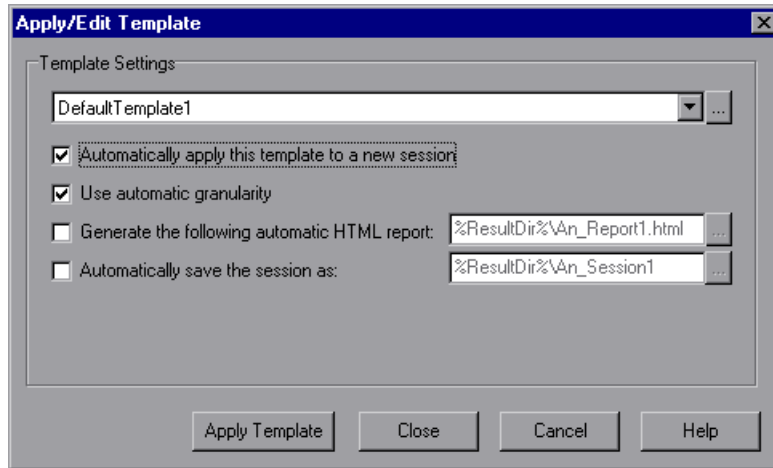 Apply/Edit Template
Template Settings
DefaultTemplate1
...
Automatically apply this template to a new session
Use automatic granularity
Generate the following automatic HTML report: %ResultDir%\An_Report1.html ...
Automatically save the session as: %ResultDir%\An_Session1 ...
Apply Template Close Cancel Help